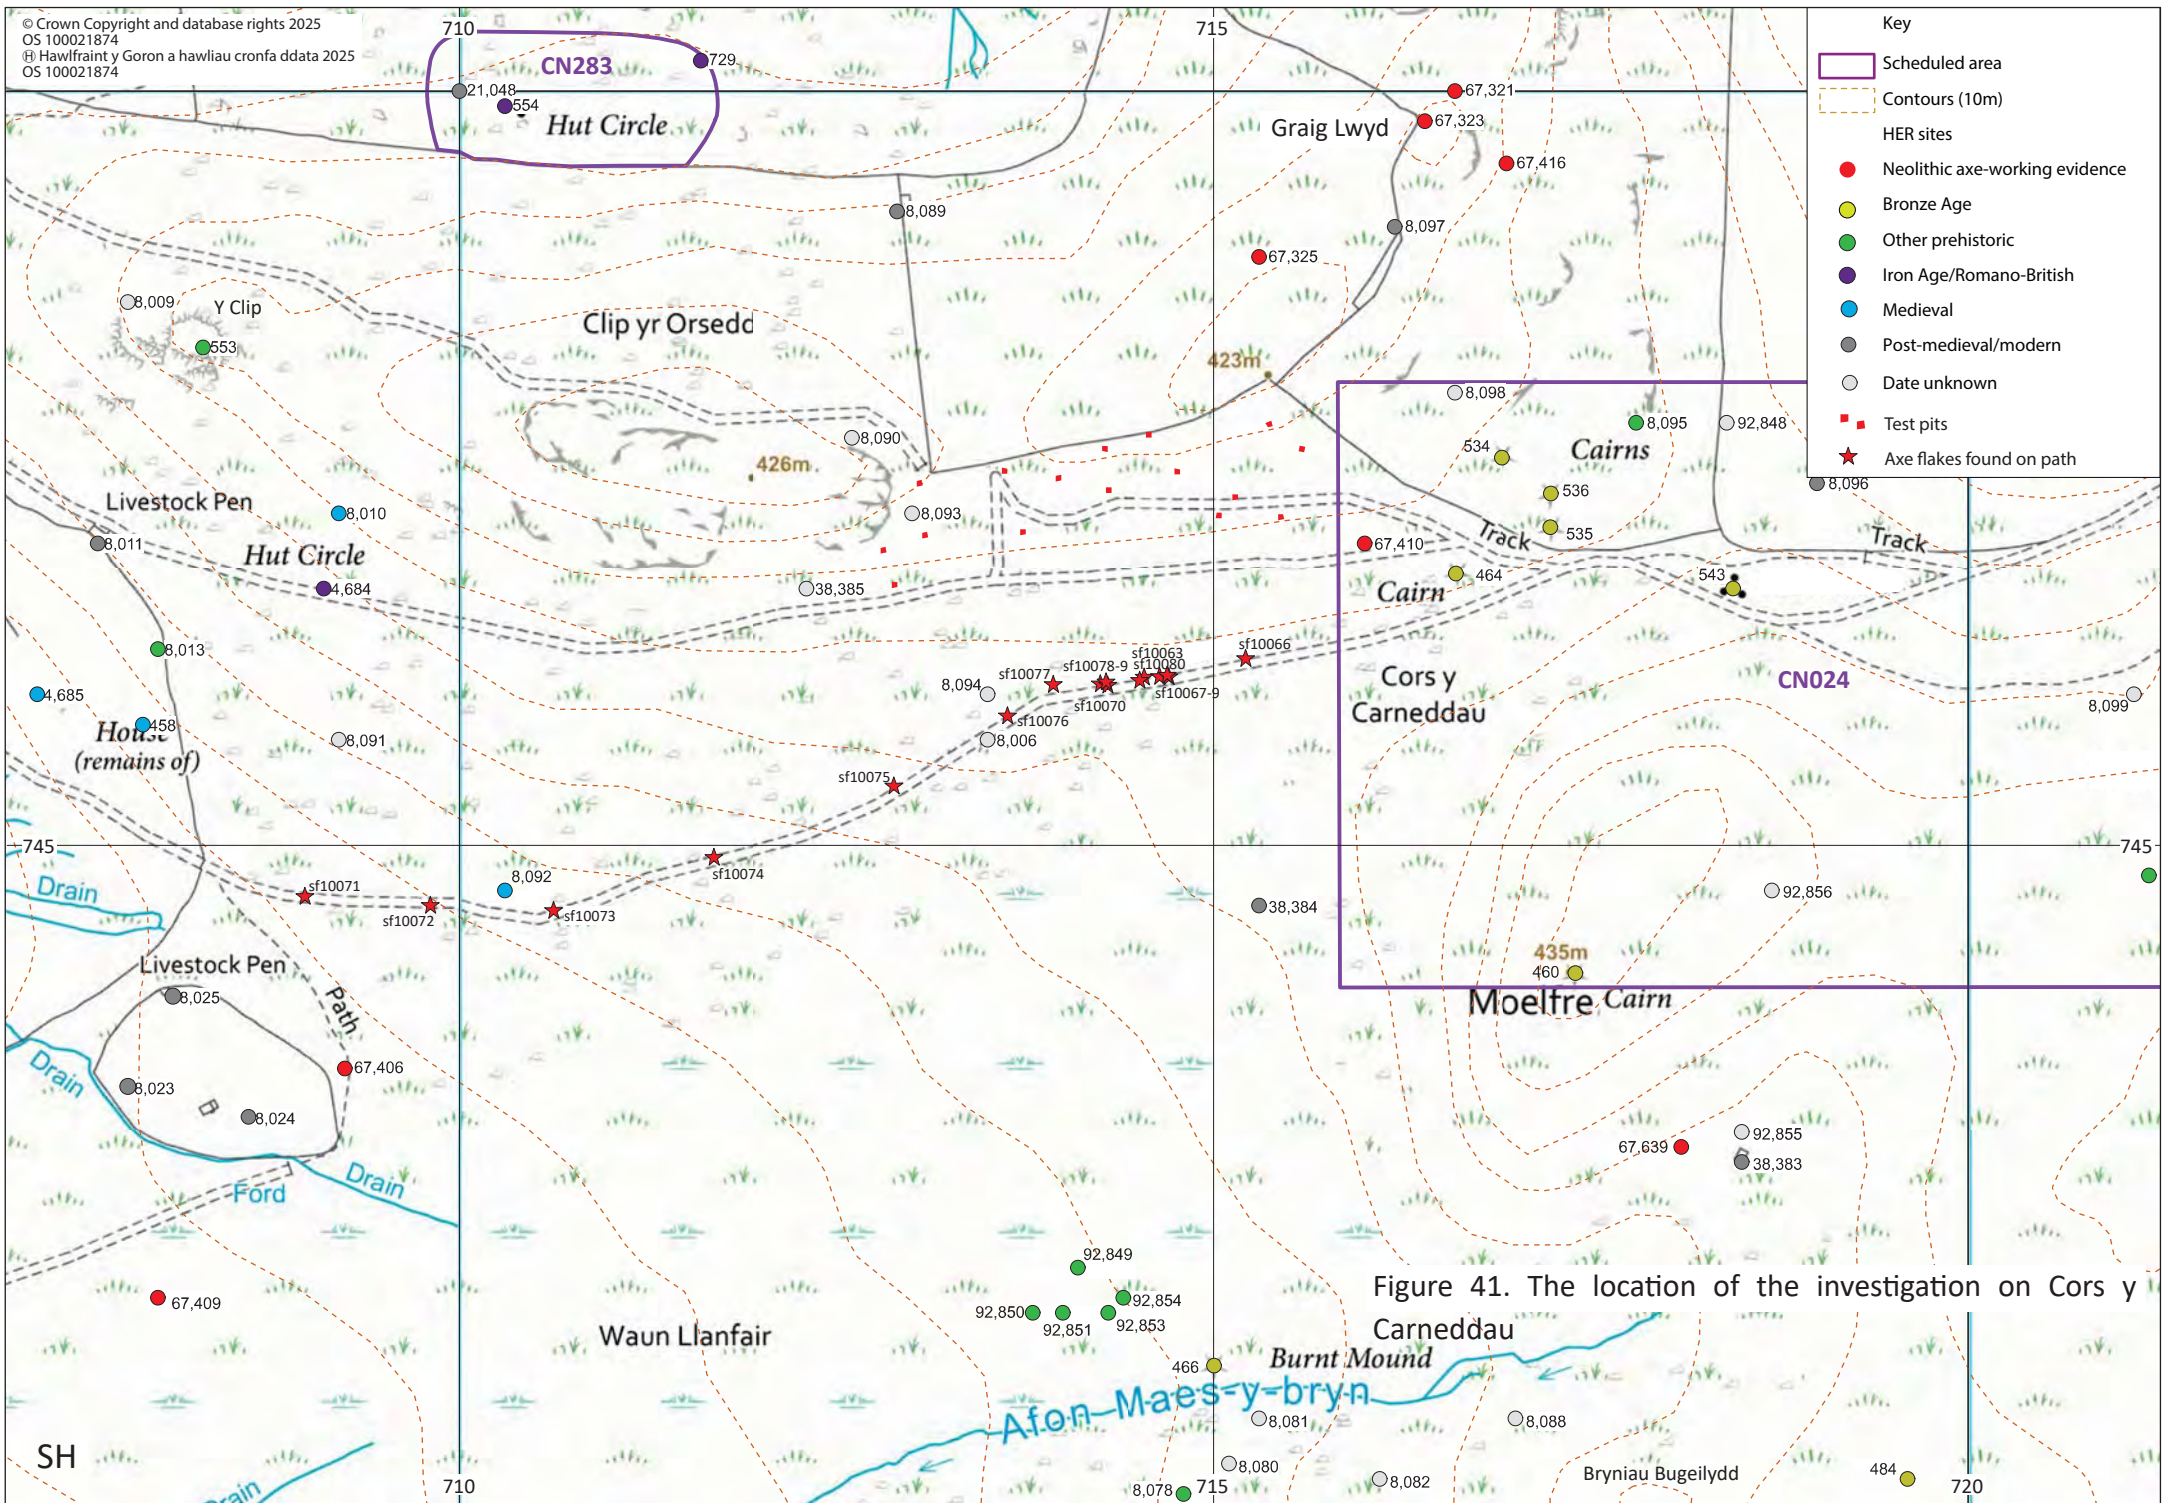 © Crown Copyright and database rights 2025
OS 100021874
Ⓗ Hawlfraint y Goron a hawliau cronfa ddata 2025
OS 100021874
710
715
Key
Scheduled area
Contours (10m)
HER sites
Neolithic axe-working evidence
Bronze Age
Other prehistoric
Iron Age/Romano-British
Medieval
Post-medieval/modern
Date unknown
Test pits
Axe flakes found on path
CN283
729
21,048
554
Hut Circle
67,321
67,323
Graig Lwyd
67,416
8,089
8,097
67,325
8,009
Y Clip
553
Clip yr Orsedd
423m
8,098
8,095
92,848
534
Cairns
8,090
426m
536
8,096
Livestock Pen
8,010
8,093
535
Track
Track
8,011
Hut Circle
67,410
464
543
4,684
38,385
Cairn
8,013
sf10063
sf10066
sf10078-9
sf10080
sf10077
Cors y
Carneddau
CN024
4,685
8,094
sf10067-9
sf10070
8,099
458
sf10076
House
(remains of)
8,091
8,006
sf10075
745
745
sf10074
Drain
sf10071
8,092
92,856
sf10072
sf10073
38,384
435m
460
Livestock Pen
Moelfre
Cairn
8,025
Path
Drain
67,406
8,023
8,024
92,855
67,639
38,383
Drain
Ford
92,849
Figure 41. The location of the investigation on Cors y
Carneddau
67,409
92,854
92,850
92,851
92,853
Waun Llanfair
466
Burnt Mound
Afon Maes-y-bryn
8,081
8,088
SH
8,080
8,082
Bryniau Bugeilydd
484
8,078
710
715
720